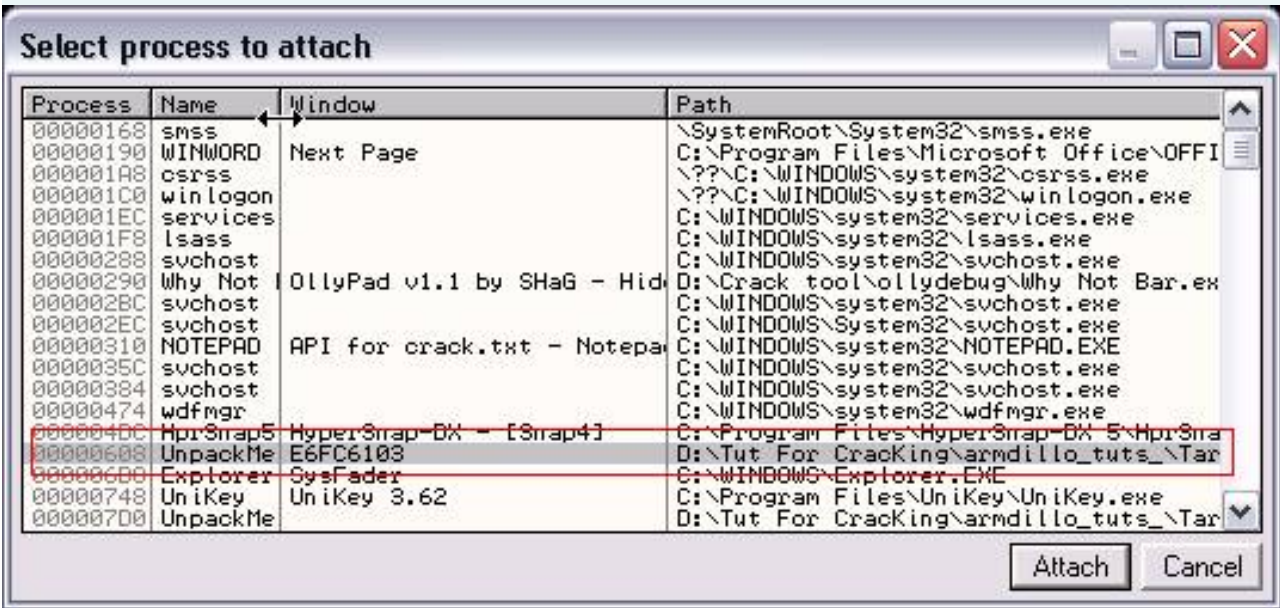 Select process to attach
Process Name Window Path
00000168 smss \SystemRoot\System32\smss.exe
00000190 WINWORD Next Page C:\Program Files\Microsoft Office\OFFI
000001A8 csrss \??\C:\WINDOWS\system32\csrss.exe
000001C0 winlogon \??\C:\WINDOWS\system32\winlogon.exe
000001EC services C:\WINDOWS\system32\services.exe
000001F8 lsass C:\WINDOWS\system32\lsass.exe
00000288 svchost C:\WINDOWS\system32\svchost.exe
00000290 Why Not OllyPad v1.1 by SHaG - Hid D:\Crack tool\ollydebug\Why Not Bar.ex
000002BC svchost C:\WINDOWS\system32\svchost.exe
000002EC svchost C:\WINDOWS\System32\svchost.exe
00000310 NOTEPAD API for crack.txt - Notepa C:\WINDOWS\system32\NOTEPAD.EXE
0000035C svchost C:\WINDOWS\system32\svchost.exe
00000384 svchost C:\WINDOWS\system32\svchost.exe
00000474 wdfmgr C:\WINDOWS\system32\wdfmgr.exe
000004DC HprSnap5 HyperSnap-DX - [Snap4] C:\Program Files\HyperSnap-DX 5\HprSna
00000608 UnpackMe E6FC6103 D:\Tut For CracKing\armdillo_tuts_\Tar
000006D0 Explorer SysFader C:\WINDOWS\Explorer.EXE
00000748 UniKey UniKey 3.62 C:\Program Files\UniKey\UniKey.exe
000007D0 UnpackMe D:\Tut For CracKing\armdillo_tuts_\Tar
Attach Cancel